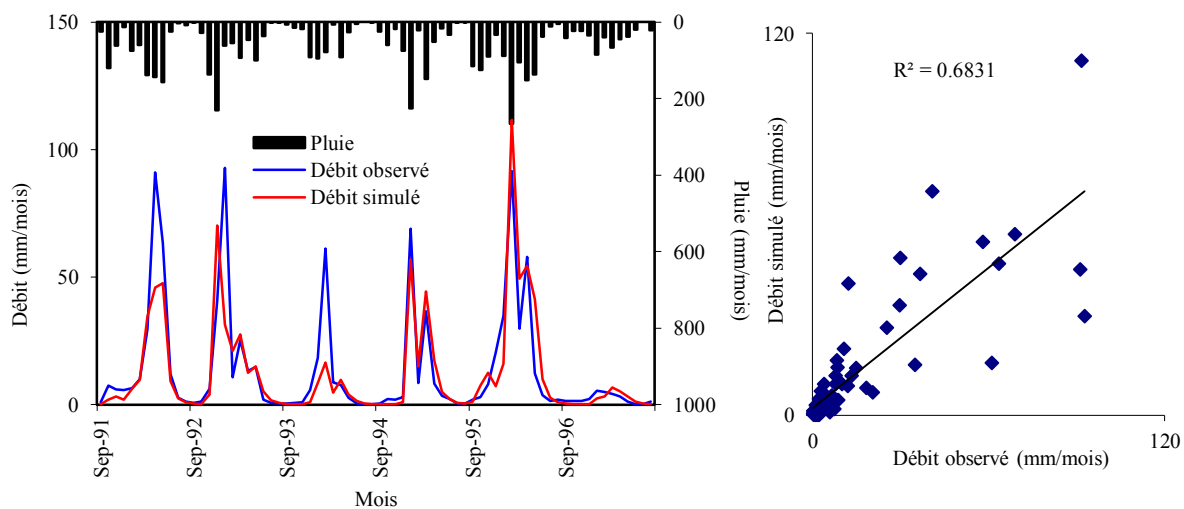 150
100
50
0
Débit (mm/mois)
Pluie
Débit observé
Débit simulé
0
200
400
600
800
1000
Pluie (mm/mois)
Sep-91
Sep-92
Sep-93
Sep-94
Sep-95
Sep-96
Mois
120
0
Débit simulé (mm/mois)
R² = 0.6831
0
120
Débit observé (mm/mois)